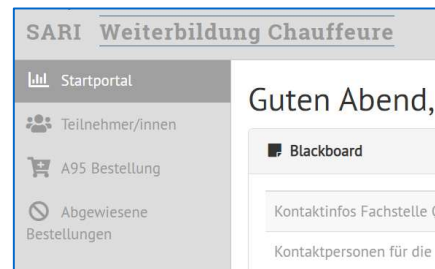 SARI Weiterbildung Chauffeure
Startportal
Teilnehmer/innen
A95 Bestellung
Abgewiesene
Bestellungen
Guten Abend,
Blackboard
Kontaktinfos Fachstelle
Kontaktpersonen für die